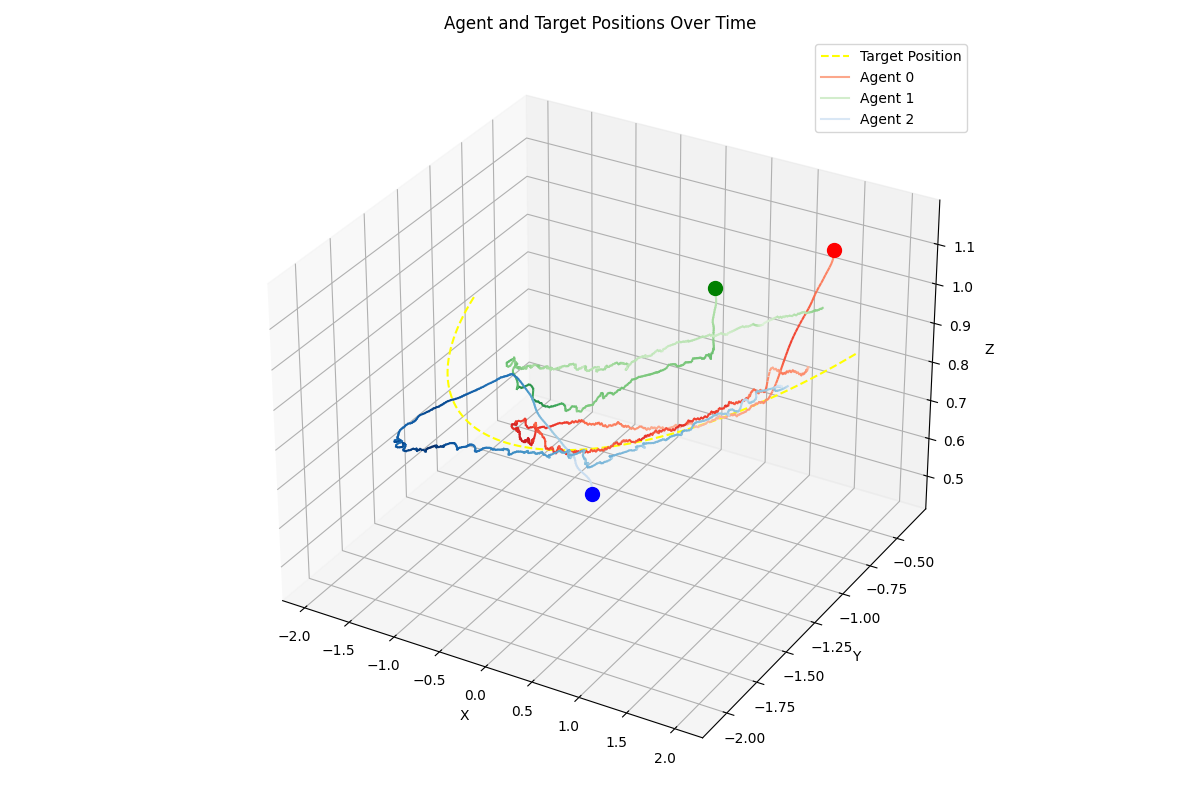 Agent and Target Positions Over Time
Target Position
Agent 0
Agent 1
Agent 2
1.1
1.0
0.9
Z
0.8
0.7
0.6
0.5
−0.50
−0.75
−1.00
−1.25
Y
−1.50
−1.75
−2.00
−2.0
−1.5
−1.0
−0.5
0.0
X
0.5
1.0
1.5
2.0